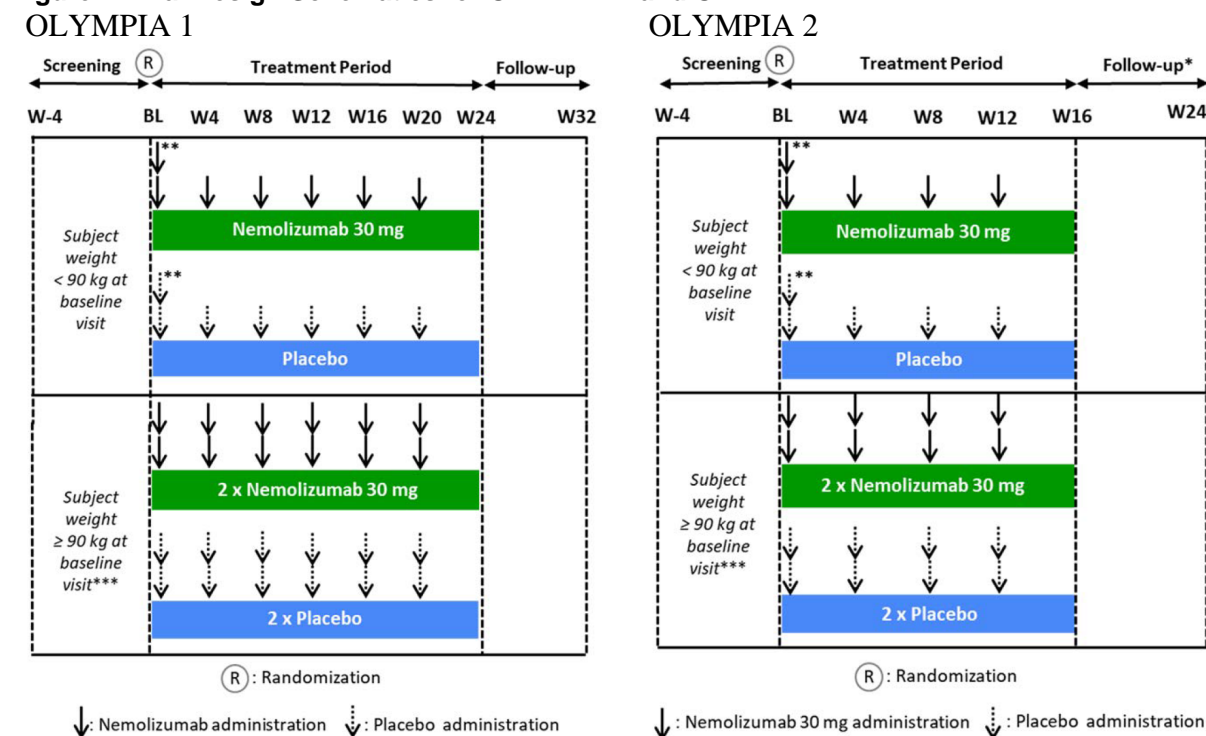 OLYMPIA 1
Screening R Treatment Period Follow-up
W-4 BL W4 W8 W12 W16 W20 W24 W32
**
Nemolizumab 30 mg
Subject
weight
< 90 kg at
baseline
visit
**
Placebo
2 x Nemolizumab 30 mg
Subject
weight
≥ 90 kg at
baseline
visit***
2 x Placebo
R : Randomization
: Nemolizumab administration : Placebo administration
OLYMPIA 2
Screening R Treatment Period Follow-up*
W-4 BL W4 W8 W12 W16 W24
**
Nemolizumab 30 mg
Subject
weight
< 90 kg at
baseline
visit
**
Placebo
2 x Nemolizumab 30 mg
Subject
weight
≥ 90 kg at
baseline
visit***
2 x Placebo
R : Randomization
: Nemolizumab 30 mg administration : Placebo administration